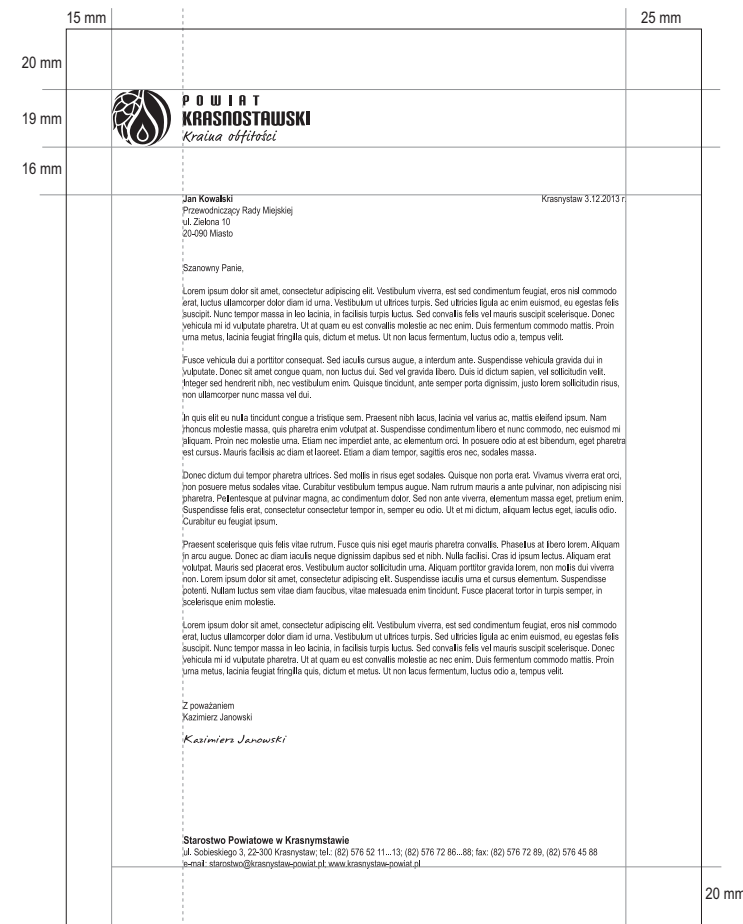 15 mm
25 mm
20 mm
19 mm
POWIAT
KRASNOSTAWSKI
Kraina obfitości
16 mm
Jan Kowalski
Krasnystaw 3.12.2013 r.
Przewodniczący Rady Miejskiej
ul. Zielona 10
20-090 Miasto
Szanowny Panie,
Lorem ipsum dolor sit amet, consectetur adipiscing elit. Vestibulum viverra, est sed condimentum feugiat, eros nisl commodo
erat, luctus ullamcorper dolor diam id urna. Vestibulum ut ultrices turpis. Sed ultricies ligula ac enim euismod, eu egestas felis
suscipit. Nunc tempor massa in leo lacinia, in facilisis turpis luctus. Sed convallis felis vel mauris suscipit scelerisque. Donec
vehicula mi id vulputate pharetra. Ut at quam eu est convallis molestie ac nec enim. Duis fermentum commodo mattis. Proin
urna metus, lacinia feugiat fringilla quis, dictum et metus. Ut non lacus fermentum, luctus odio a, tempus velit.
Fusce vehicula dui a porttitor consequat. Sed iaculis cursus augue, a interdum ante. Suspendisse vehicula gravida dui in
vulputate. Donec sit amet congue quam, non luctus dui. Sed vel gravida libero. Duis id dictum sapien, vel sollicitudin velit.
Integer sed hendrerit nibh, nec vestibulum enim. Quisque tincidunt, ante semper porta dignissim, justo lorem sollicitudin risus,
non ullamcorper nunc massa vel dui.
In quis elit eu nulla tincidunt congue a tristique sem. Praesent nibh lacus, lacinia vel varius ac, mattis eleifend ipsum. Nam
rhoncus molestie massa, quis pharetra enim volutpat at. Suspendisse condimentum libero et nunc commodo, nec euismod mi
aliquam. Proin nec molestie urna. Etiam nec imperdiet ante, ac elementum orci. In posuere odio at est bibendum, eget pharetra
est cursus. Mauris facilisis ac diam et laoreet. Etiam a diam tempor, sagittis eros nec, sodales massa.
Donec dictum dui tempor pharetra ultrices. Sed mollis in risus eget sodales. Quisque non porta erat. Vivamus viverra erat orci,
non posuere metus sodales vitae. Curabitur vestibulum tempus augue. Nam rutrum mauris a ante pulvinar, non adipiscing nisi
pharetra. Pellentesque at pulvinar magna, ac condimentum dolor. Sed non ante viverra, elementum massa eget, pretium enim.
Suspendisse felis erat, consectetur consectetur tempor in, semper eu odio. Ut et mi dictum, aliquam lectus eget, iaculis odio.
Curabitur eu feugiat ipsum.
Praesent scelerisque quis felis vitae rutrum. Fusce quis nisi eget mauris pharetra convallis. Phasellus at libero lorem. Aliquam
in arcu augue. Donec ac diam iaculis neque dignissim dapibus sed et nibh. Nulla facilisi. Cras id ipsum lectus. Aliquam erat
volutpat. Mauris sed placerat eros. Vestibulum auctor sollicitudin urna. Aliquam porttitor gravida lorem, non mollis dui viverra
non. Lorem ipsum dolor sit amet, consectetur adipiscing elit. Suspendisse iaculis urna et cursus elementum. Suspendisse
potenti. Nullam luctus sem vitae diam faucibus, vitae malesuada enim tincidunt. Fusce placerat tortor in turpis semper, in
scelerisque enim molestie.
Lorem ipsum dolor sit amet, consectetur adipiscing elit. Vestibulum viverra, est sed condimentum feugiat, eros nisl commodo
erat, luctus ullamcorper dolor diam id urna. Vestibulum ut ultrices turpis. Sed ultricies ligula ac enim euismod, eu egestas felis
suscipit. Nunc tempor massa in leo lacinia, in facilisis turpis luctus. Sed convallis felis vel mauris suscipit scelerisque. Donec
vehicula mi id vulputate pharetra. Ut at quam eu est convallis molestie ac nec enim. Duis fermentum commodo mattis. Proin
urna metus, lacinia feugiat fringilla quis, dictum et metus. Ut non lacus fermentum, luctus odio a, tempus velit.
Z poważaniem
Kazimierz Janowski
Kazimierz Janowski
Starostwo Powiatowe w Krasnymstawie
ul. Sobieskiego 3, 22-300 Krasnystaw; tel.: (82) 576 52 11...13; (82) 576 72 86...88; fax: (82) 576 72 89, (82) 576 45 88
e-mail: starostwo@krasnystaw-powiat.pl; www.krasnystaw-powiat.pl
20 mm